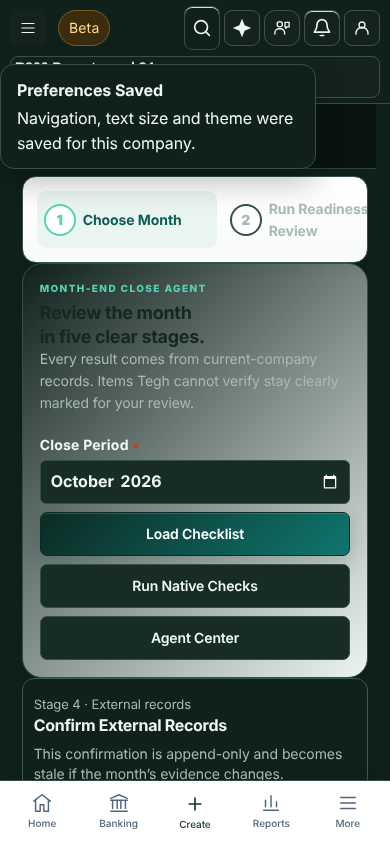 Beta
Preferences Saved
Navigation, text size and theme were
saved for this company.
1 Choose Month
2 Run Readiness
Review
MONTH-END CLOSE AGENT
Review the month
in five clear stages.
Every result comes from current-company
records. Items Tegh cannot verify stay clearly
marked for your review.
Close Period
October 2026
Load Checklist
Run Native Checks
Agent Center
Stage 4 · External records
Confirm External Records
This confirmation is append-only and becomes
stale if the month's evidence changes.
Home
Banking
Create
Reports
More